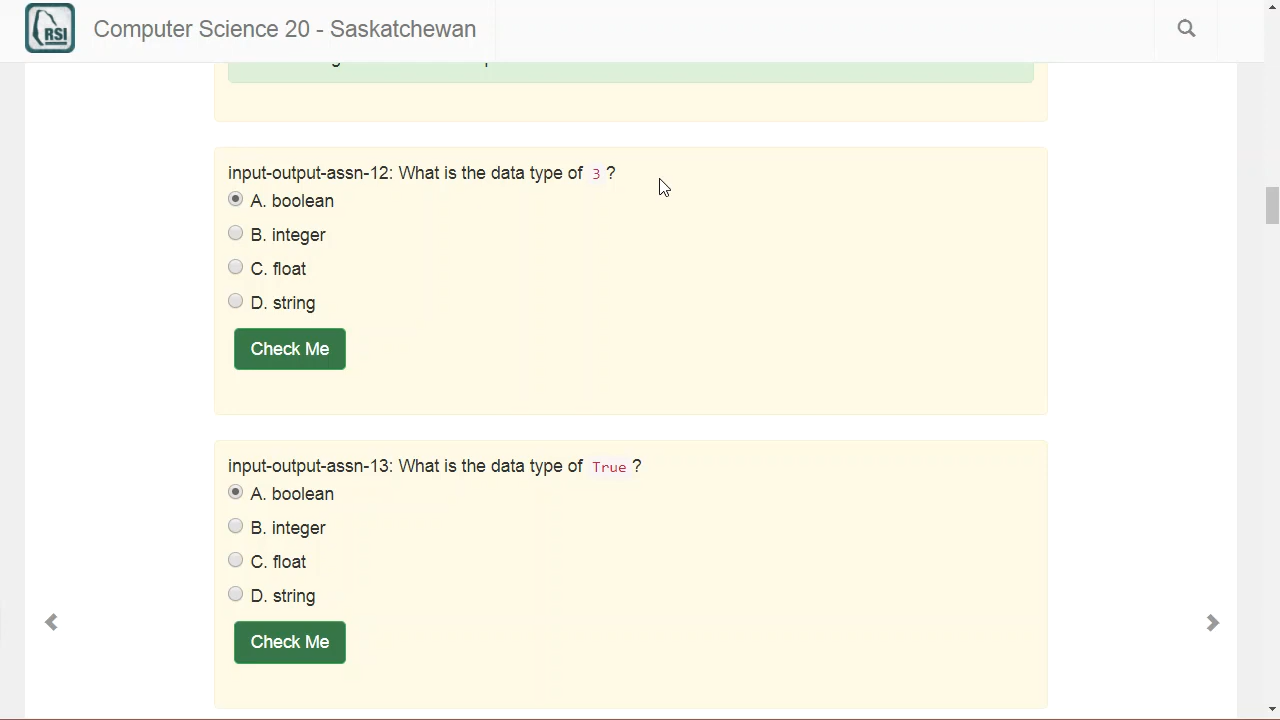 RSI
Computer Science 20 - Saskatchewan
input-output-assn-12: What is the data type of 3 ?
A. boolean
B. integer
C. float
D. string
Check Me
input-output-assn-13: What is the data type of True ?
A. boolean
B. integer
C. float
D. string
Check Me